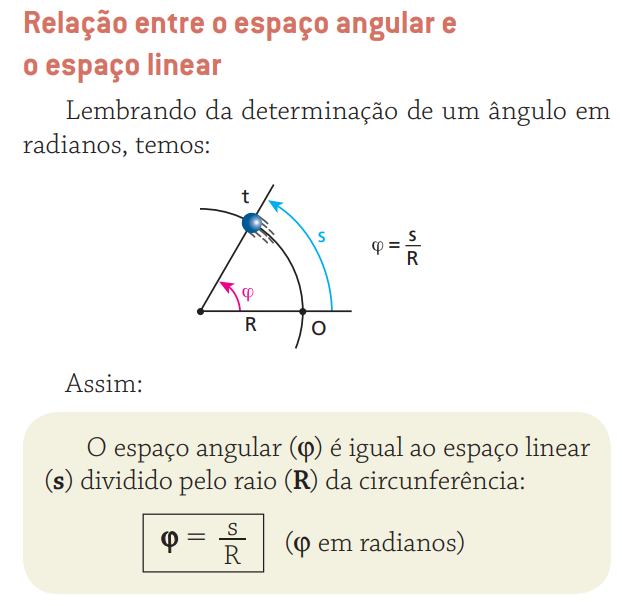 Relação entre o espaço angular e
o espaço linear
Lembrando da determinação de um ângulo em
radianos, temos:
t
s
φ = s/R
φ
R
O
Assim:
O espaço angular (φ) é igual ao espaço linear
(s) dividido pelo raio (R) da circunferência:
φ = s/R (φ em radianos)